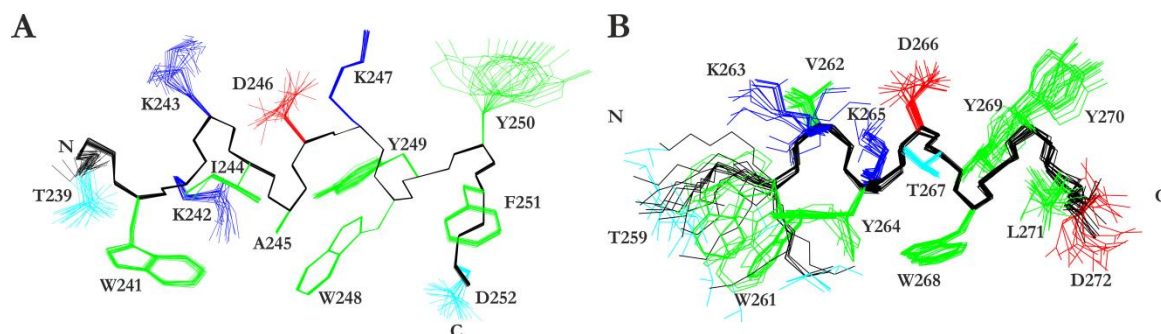 A
K243
D246
K247
Y250
N
I244
Y249
T239
K242
F251
A245
W241
W248
D252
C
B
D266
V262
K263
Y269
N
K265
Y270
T267
C
T259
Y264
L271
W268
W261
D272